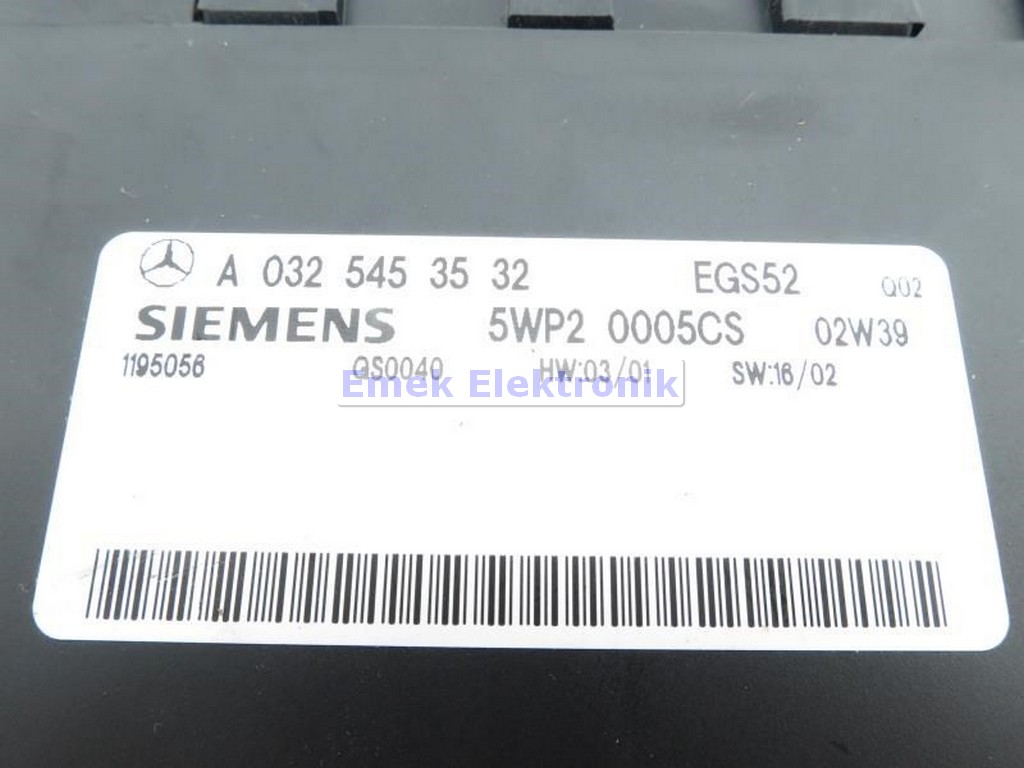 A 032 545 35 32 EGS52 Q02
SIEMENS 5WP2 0005CS 02W39
1195056 QS0040 HW:03/01 SW:16/02
Emek Elektronik